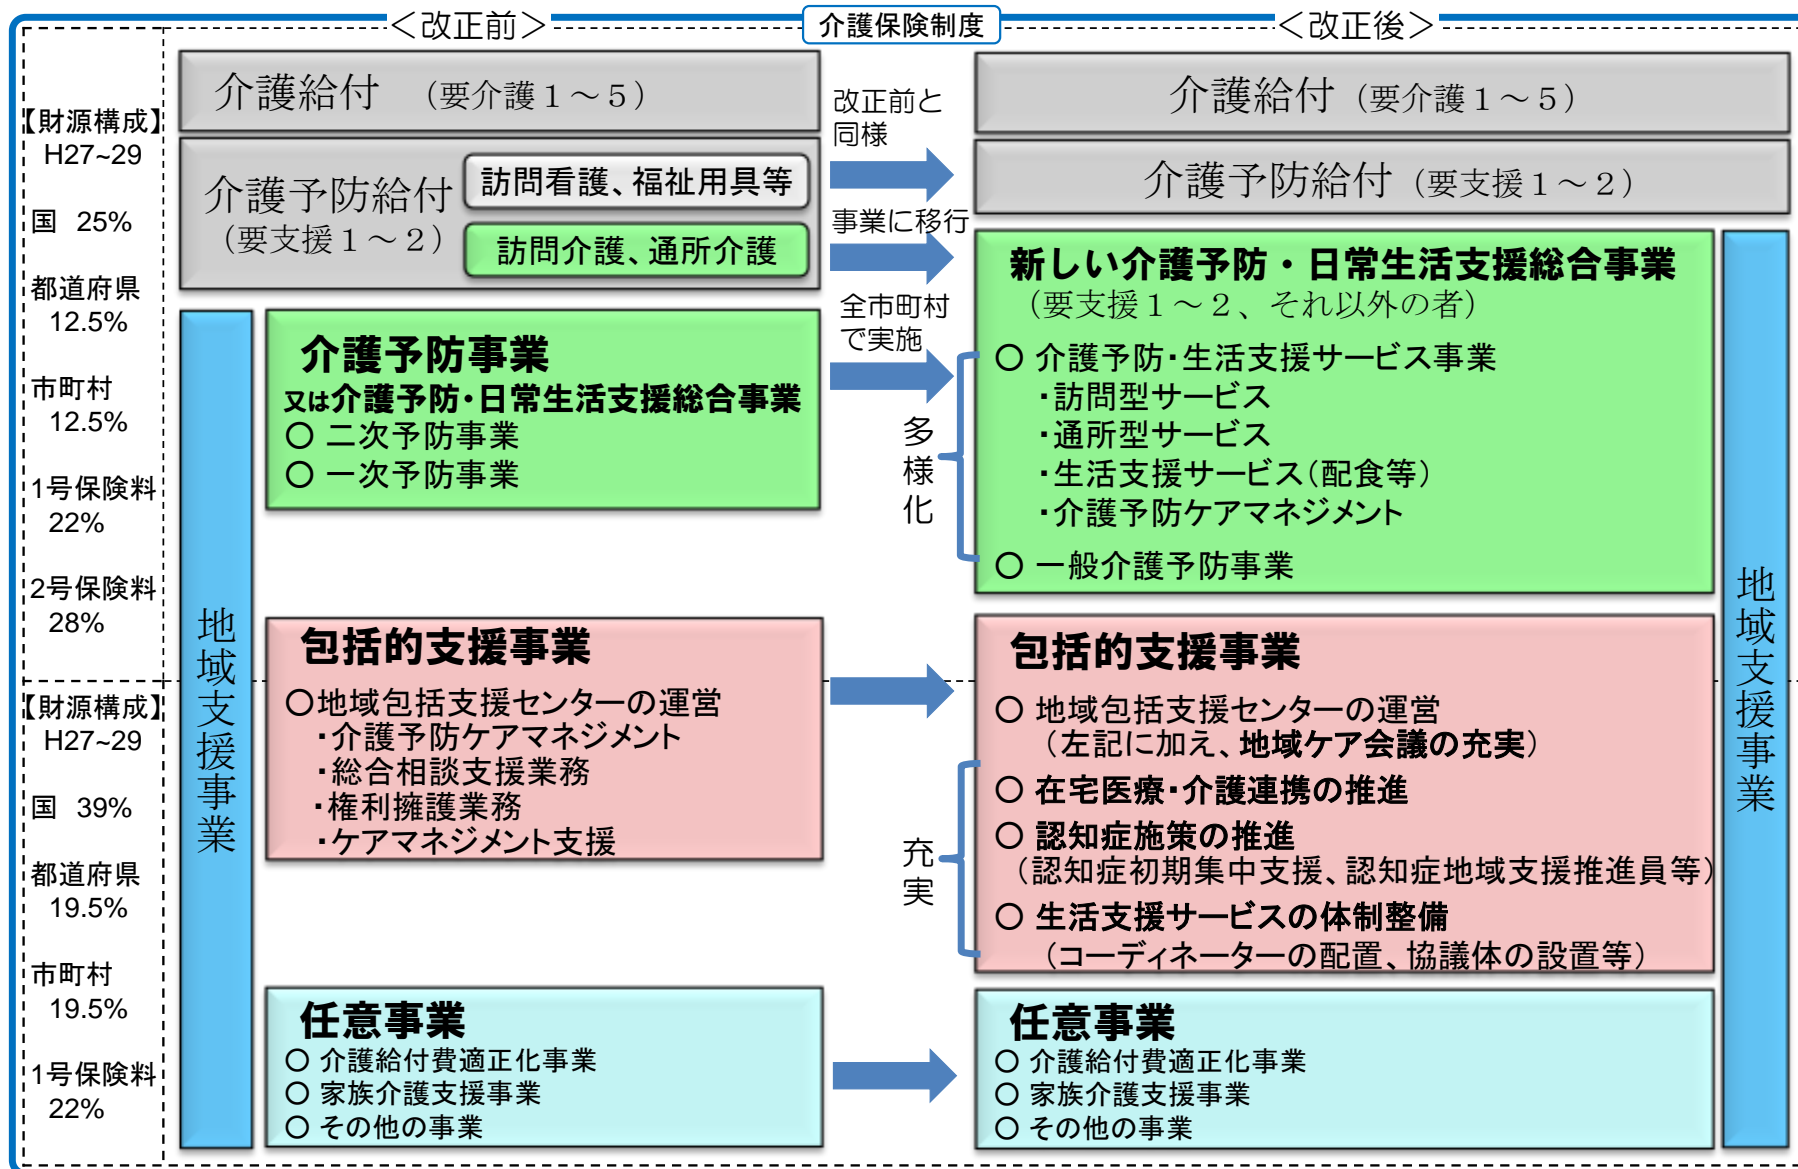 ＜改正前＞
介護保険制度
＜改正後＞
【財源構成】
H27~29
国 25%
都道府県
12.5%
市町村
12.5%
1号保険料
22%
2号保険料
28%
【財源構成】
H27~29
国 39%
都道府県
19.5%
市町村
19.5%
1号保険料
22%
介護給付 （要介護１～５）
介護予防給付
（要支援１～２）
訪問看護、福祉用具等
訪問介護、通所介護
地域支援事業
介護予防事業
又は介護予防・日常生活支援総合事業
〇 二次予防事業
〇 一次予防事業
包括的支援事業
〇地域包括支援センターの運営
・介護予防ケアマネジメント
・総合相談支援業務
・権利擁護業務
・ケアマネジメント支援
任意事業
〇 介護給付費適正化事業
〇 家族介護支援事業
〇 その他の事業
改正前と
同様
事業に移行
全市町村
で実施
多様化
充実
介護給付（要介護１～５）
介護予防給付（要支援１～２）
新しい介護予防・日常生活支援総合事業
（要支援１～２、それ以外の者）
〇 介護予防・生活支援サービス事業
・訪問型サービス
・通所型サービス
・生活支援サービス（配食等）
・介護予防ケアマネジメント
〇 一般介護予防事業
包括的支援事業
〇 地域包括支援センターの運営
（左記に加え、地域ケア会議の充実）
〇 在宅医療・介護連携の推進
〇 認知症施策の推進
（認知症初期集中支援、認知症地域支援推進員等）
〇 生活支援サービスの体制整備
（コーディネーターの配置、協議体の設置等）
任意事業
〇 介護給付費適正化事業
〇 家族介護支援事業
〇 その他の事業
地域支援事業